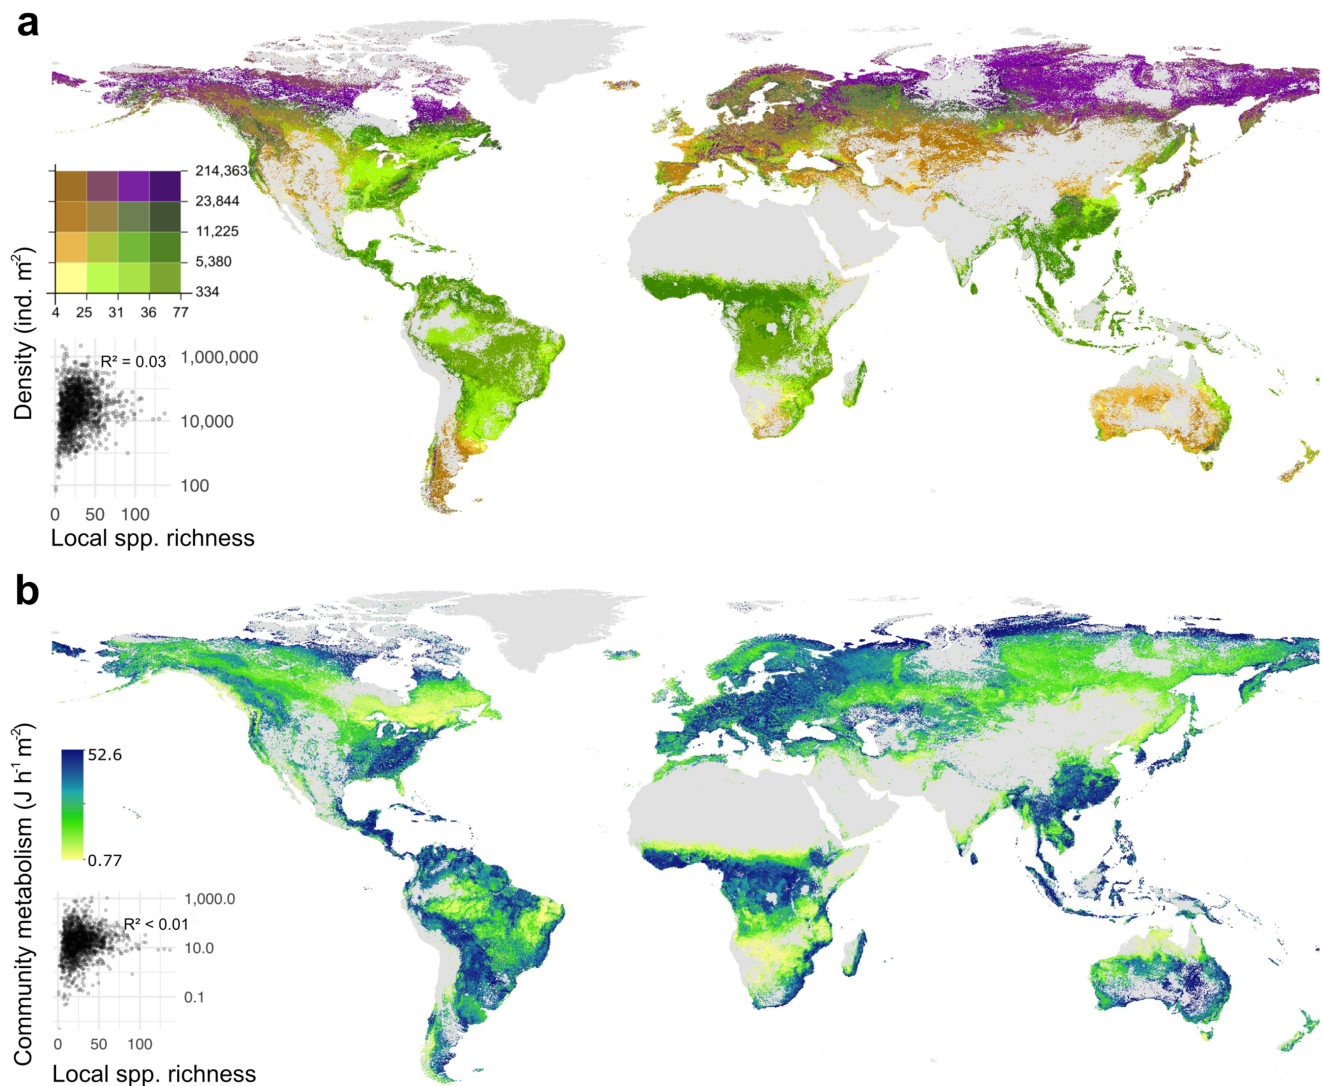 a
Density (ind. m²)
214,363
23,844
11,225
5,380
334
4 25 31 36 77
R² = 0.03
1,000,000
10,000
100
0 50 100
Local spp. richness
b
Community metabolism (J h⁻¹ m⁻²)
52.6
0.77
R² < 0.01
1,000.0
10.0
0.1
0 50 100
Local spp. richness